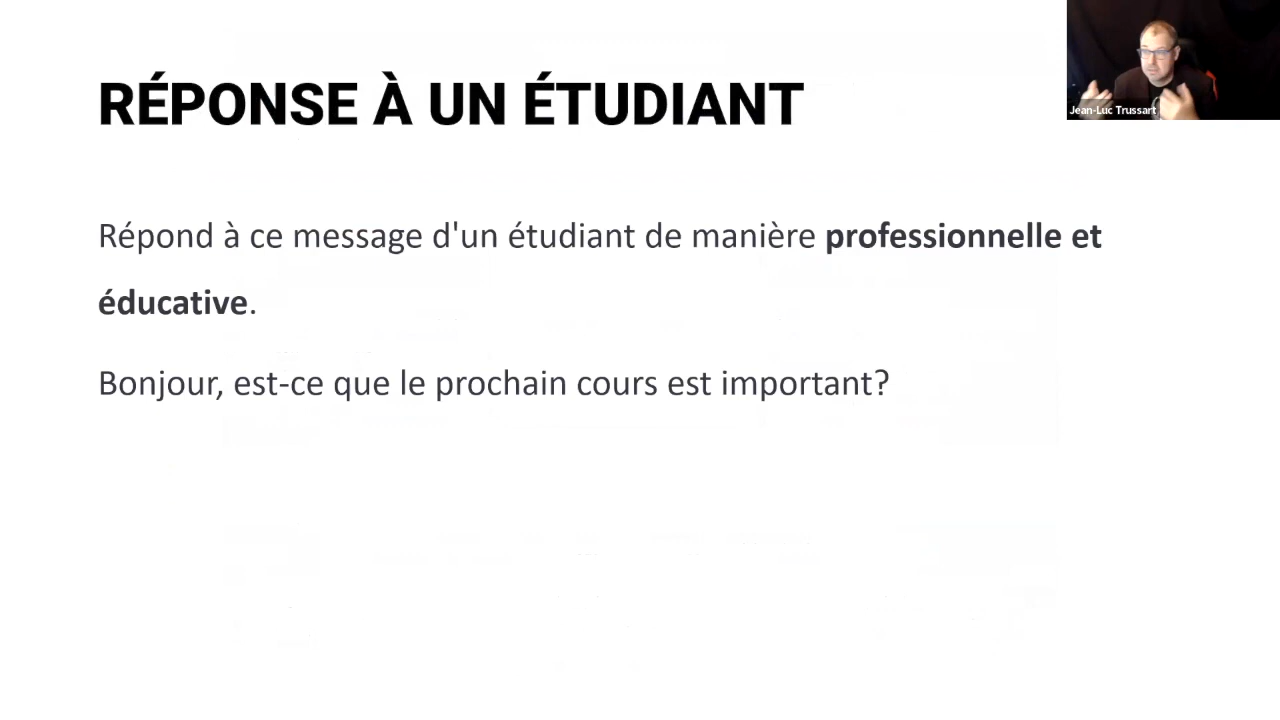 RÉPONSE À UN ÉTUDIANT
Jean-Luc Trussart
Répond à ce message d'un étudiant de manière professionnelle et
éducative.
Bonjour, est-ce que le prochain cours est important?